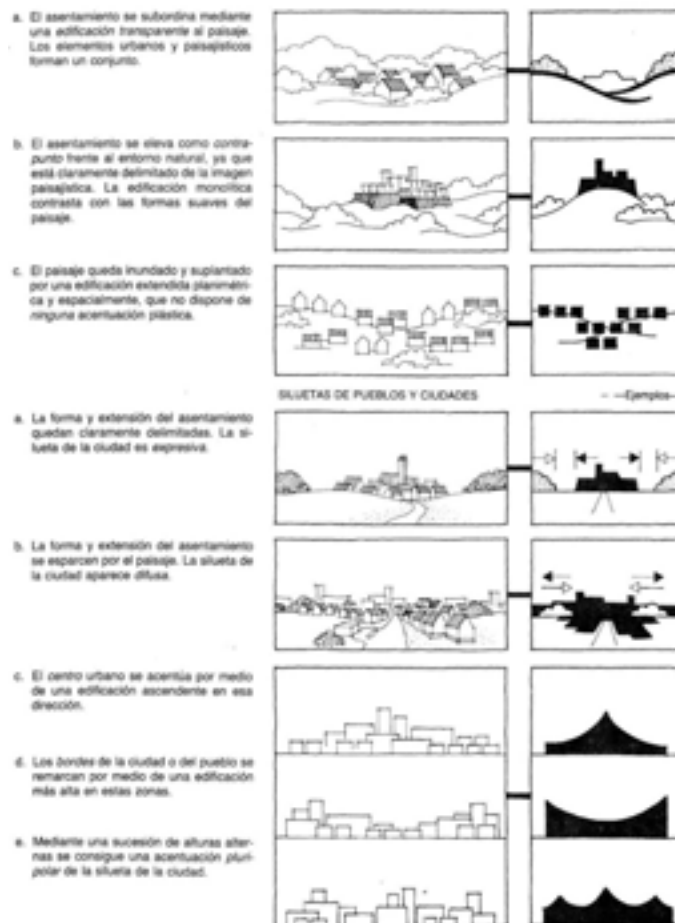 a. El asentamiento se subordina mediante
una edificación transparente al paisaje.
Los elementos urbanos y paisajísticos
forman un conjunto.
b. El asentamiento se eleva como contra-
punto frente al entorno natural, ya que
está claramente delimitado de la imagen
paisajística. La edificación monolítica
contrasta con las formas suaves del
paisaje.
c. El paisaje queda inundado y suplantado
por una edificación extendida planimétri-
ca y espacialmente, que no dispone de
ninguna acentuación plástica.
SILUETAS DE PUEBLOS Y CIUDADES
Ejemplos
a. La forma y extensión del asentamiento
quedan claramente delimitadas. La si-
lueta de la ciudad es expresiva.
b. La forma y extensión del asentamiento
se esparcen por el paisaje. La silueta de
la ciudad aparece difusa.
c. El centro urbano se acentúa por medio
de una edificación ascendente en esa
dirección.
d. Los bordes de la ciudad o del pueblo se
remarcan por medio de una edificación
más alta en estas zonas.
e. Mediante una sucesión de alturas alter-
nas se consigue una acentuación pluri-
polar de la silueta de la ciudad.